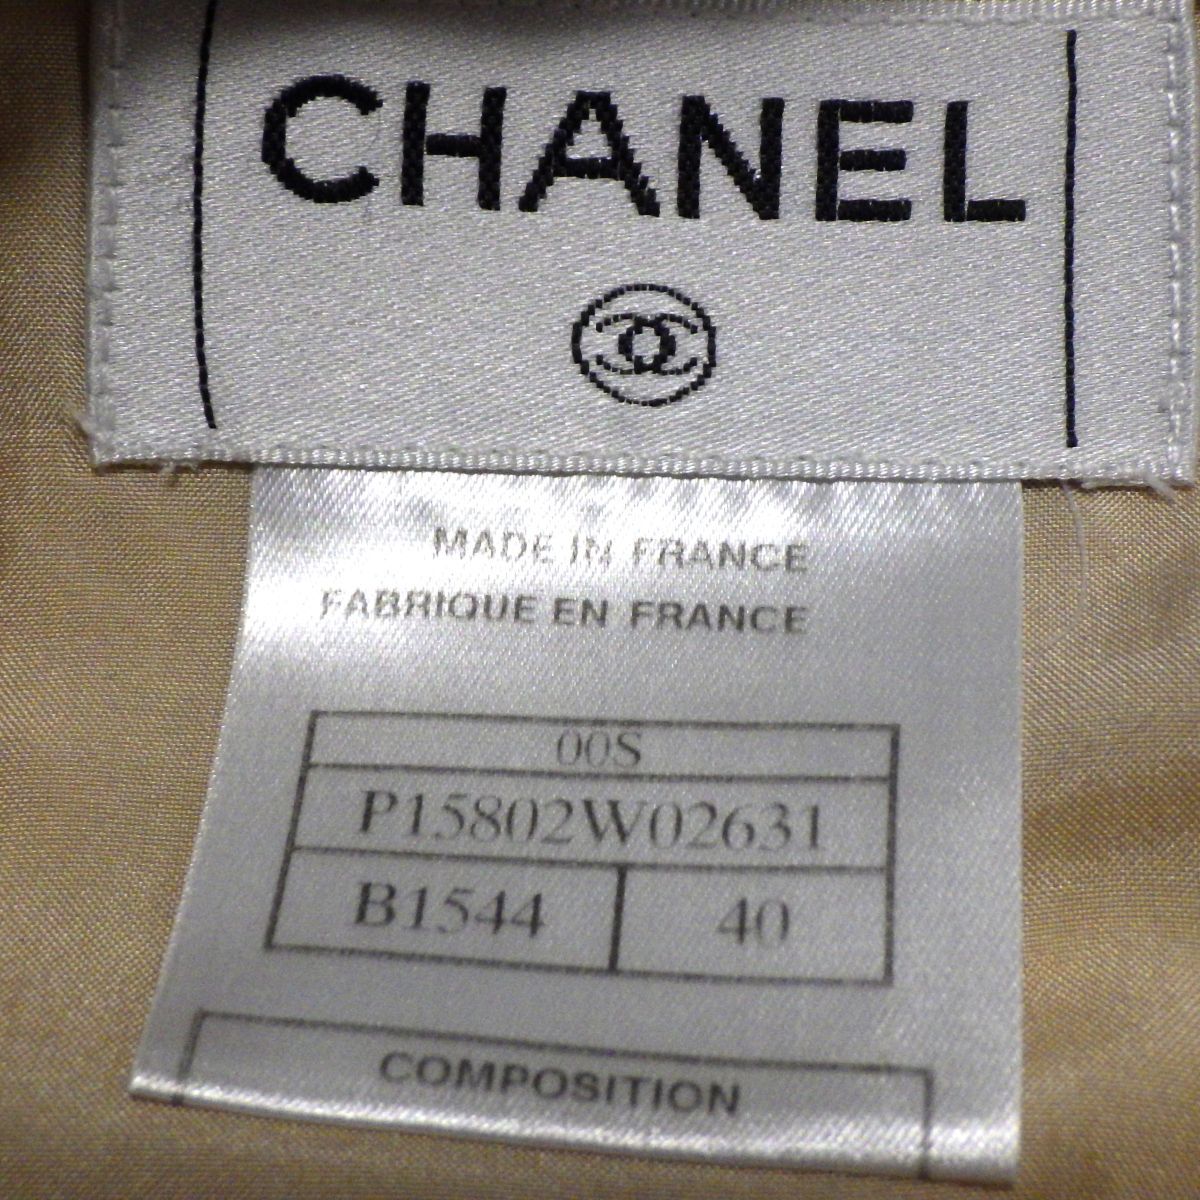 CHANEL
MADE IN FRANCE
FABRIQUE EN FRANCE
00S
P15802W02631
B1544 40
COMPOSITION